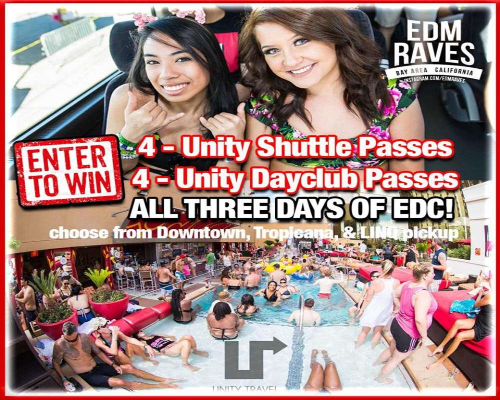 EDM
RAVES
BAY AREA CALIFORNIA
INSTAGRAM.COM/EDMRAVES
ENTER
TO WIN
4 - Unity Shuttle Passes
4 - Unity Dayclub Passes
ALL THREE DAYS OF EDC!
choose from Downtown, Tropicana, & LINQ pickup
UNITY TRAVEL